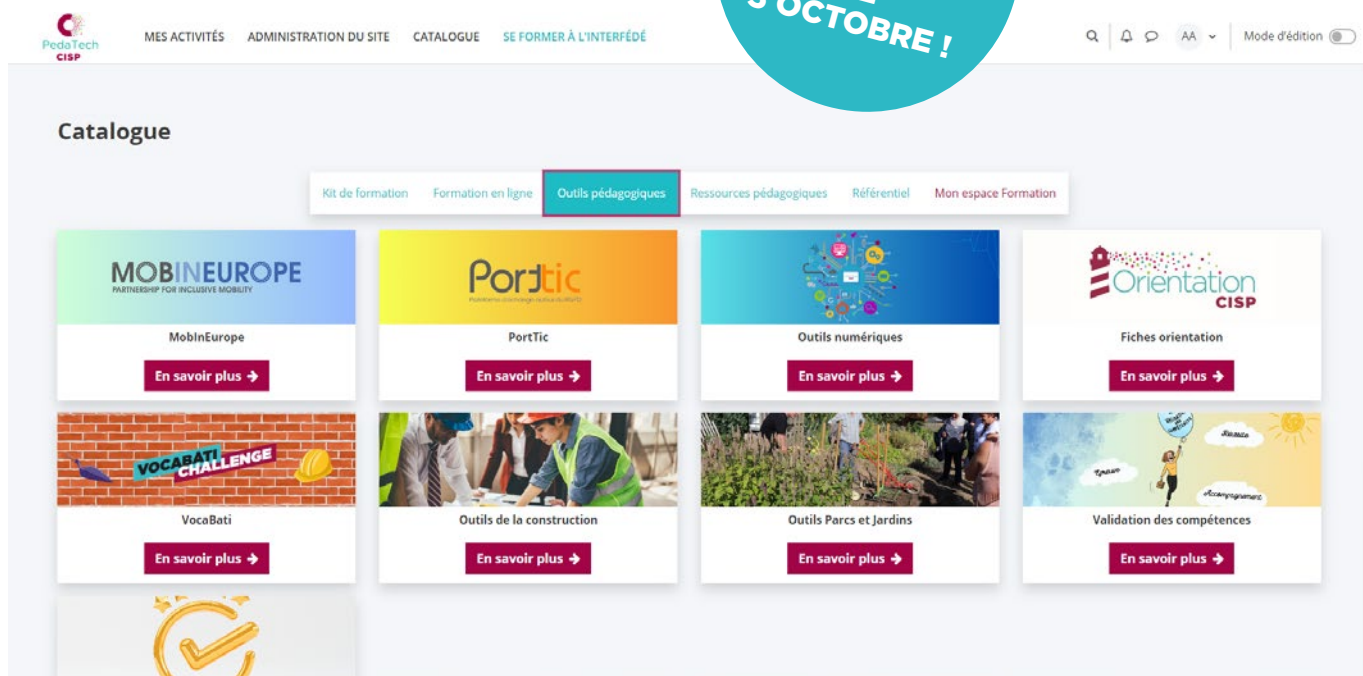 3 OCTOBRE !
PedaTech
CISP
MES ACTIVITÉS ADMINISTRATION DU SITE CATALOGUE SE FORMER À L'INTERFÉDÉ
AA Mode d'édition
Catalogue
Kit de formation Formation en ligne Outils pédagogiques Ressources pédagogiques Référentiel Mon espace Formation
MOBINEUROPE
PARTNERSHIP FOR INCLUSIVE MOBILITY
Porttic
Orientation
CISP
MobInEurope PortTic Outils numériques Fiches orientation
En savoir plus En savoir plus En savoir plus En savoir plus
VOCABATI
CHALLENGE
Réussite
Accompagnement
VocaBati Outils de la construction Outils Parcs et Jardins Validation des compétences
En savoir plus En savoir plus En savoir plus En savoir plus